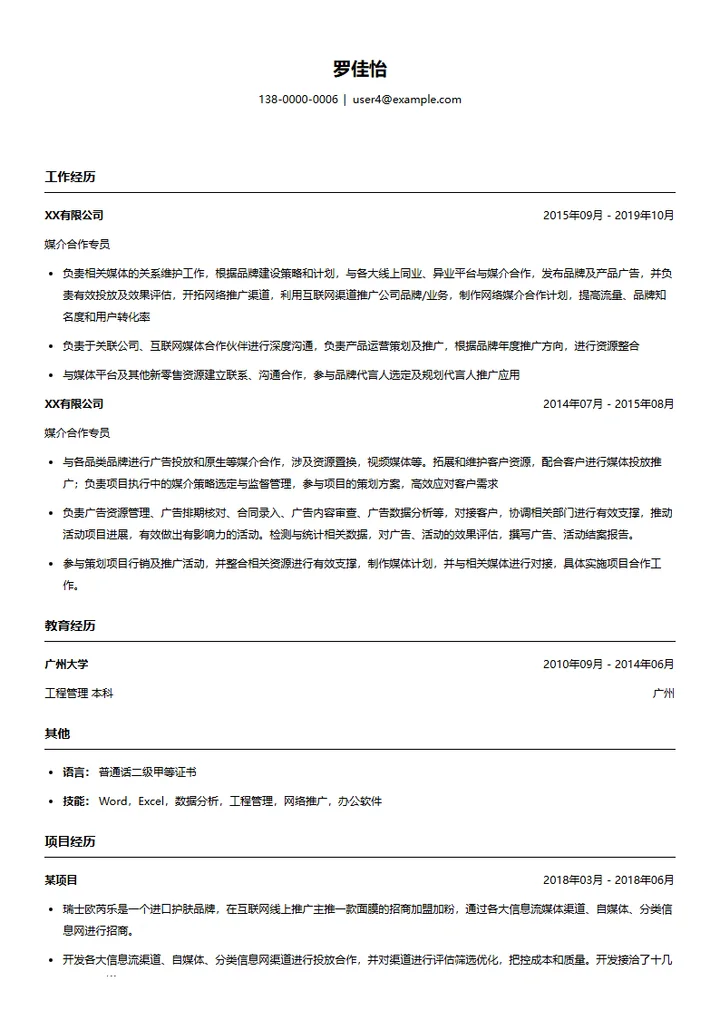 罗佳怡
138-0000-0006 | user4@example.com
工作经历
XX有限公司 2015年09月 - 2019年10月
媒介合作专员
• 负责相关媒体的关系维护工作，根据品牌建设策略和计划，与各大线上同业、异业平台与媒介合作，发布品牌及产品广告，并负
责有效投放及效果评估，开拓网络推广渠道，利用互联网渠道推广公司品牌/业务，制作网络媒介合作计划，提高流量、品牌知
名度和用户转化率
• 负责于关联公司、互联网媒体合作伙伴进行深度沟通，负责产品运营策划及推广，根据品牌年度推广方向，进行资源整合
• 与媒体平台及其他新零售资源建立联系、沟通合作，参与品牌代言人选定及规划代言人推广应用
XX有限公司 2014年07月 - 2015年08月
媒介合作专员
• 与各品类品牌进行广告投放和原生等媒介合作，涉及资源置换，视频媒体等。拓展和维护客户资源，配合客户进行媒体投放推
广；负责项目执行中的媒介策略选定与监督管理，参与项目的策划方案，高效应对客户需求
• 负责广告资源管理、广告排期核对、合同录入、广告内容审查、广告数据分析等，对接客户，协调相关部门进行有效支撑，推动
活动项目进展，有效做出有影响力的活动。检测与统计相关数据，对广告、活动的效果评估，撰写广告、活动结案报告。
• 参与策划项目行销及推广活动，并整合相关资源进行有效支撑，制作媒体计划，并与相关媒体进行对接，具体实施项目合作工
作。
教育经历
广州大学 2010年09月 - 2014年06月
工程管理 本科 广州
其他
• 语言： 普通话二级甲等证书
• 技能： Word，Excel，数据分析，工程管理，网络推广，办公软件
项目经历
某项目 2018年03月 - 2018年06月
• 瑞士欧芮乐是一个进口护肤品牌，在互联网线上推广主推一款面膜的招商加盟加粉，通过各大信息流媒体渠道、自媒体、分类信
息网进行招商。
• 开发各大信息流渠道、自媒体、分类信息网渠道进行投放合作，并对渠道进行评估筛选优化，把控成本和质量。开发接洽了十几